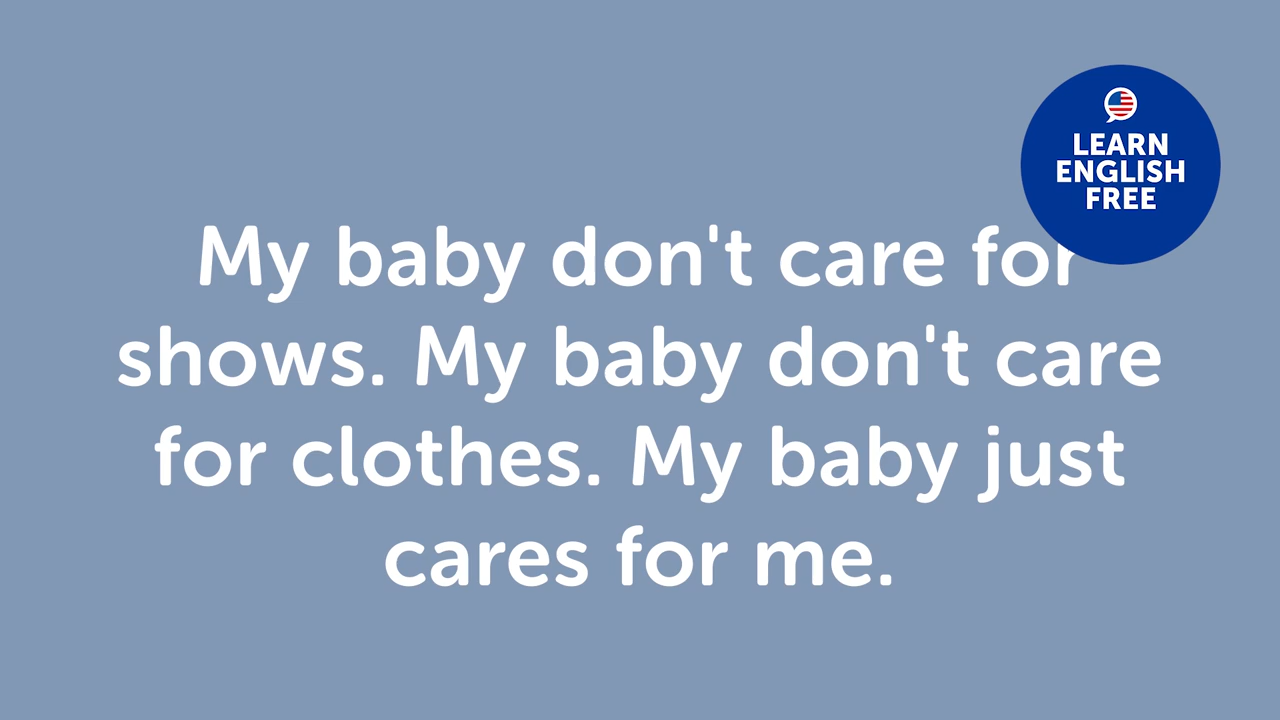 LEARN
ENGLISH
FREE
My baby don't care for
shows. My baby don't care
for clothes. My baby just
cares for me.